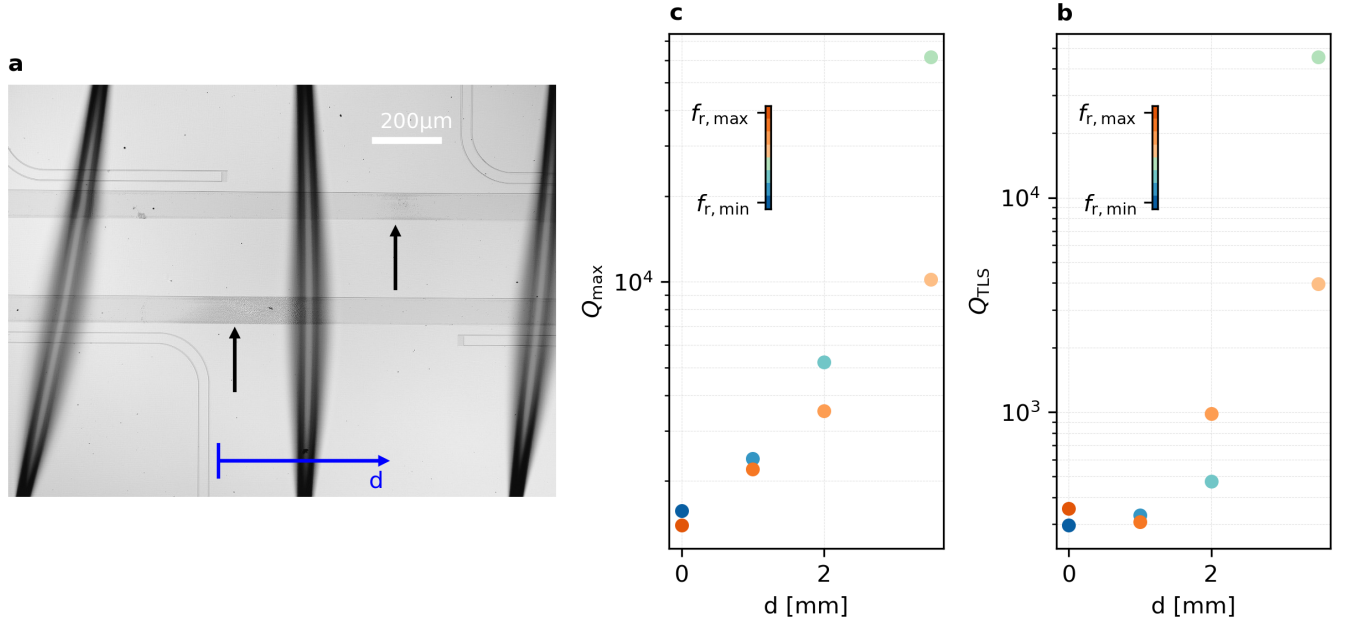 a
200µm
d
c
Q_max
10^4
f_r, max
f_r, min
0 2
d [mm]
b
Q_TLS
10^4
10^3
f_r, max
f_r, min
0 2
d [mm]